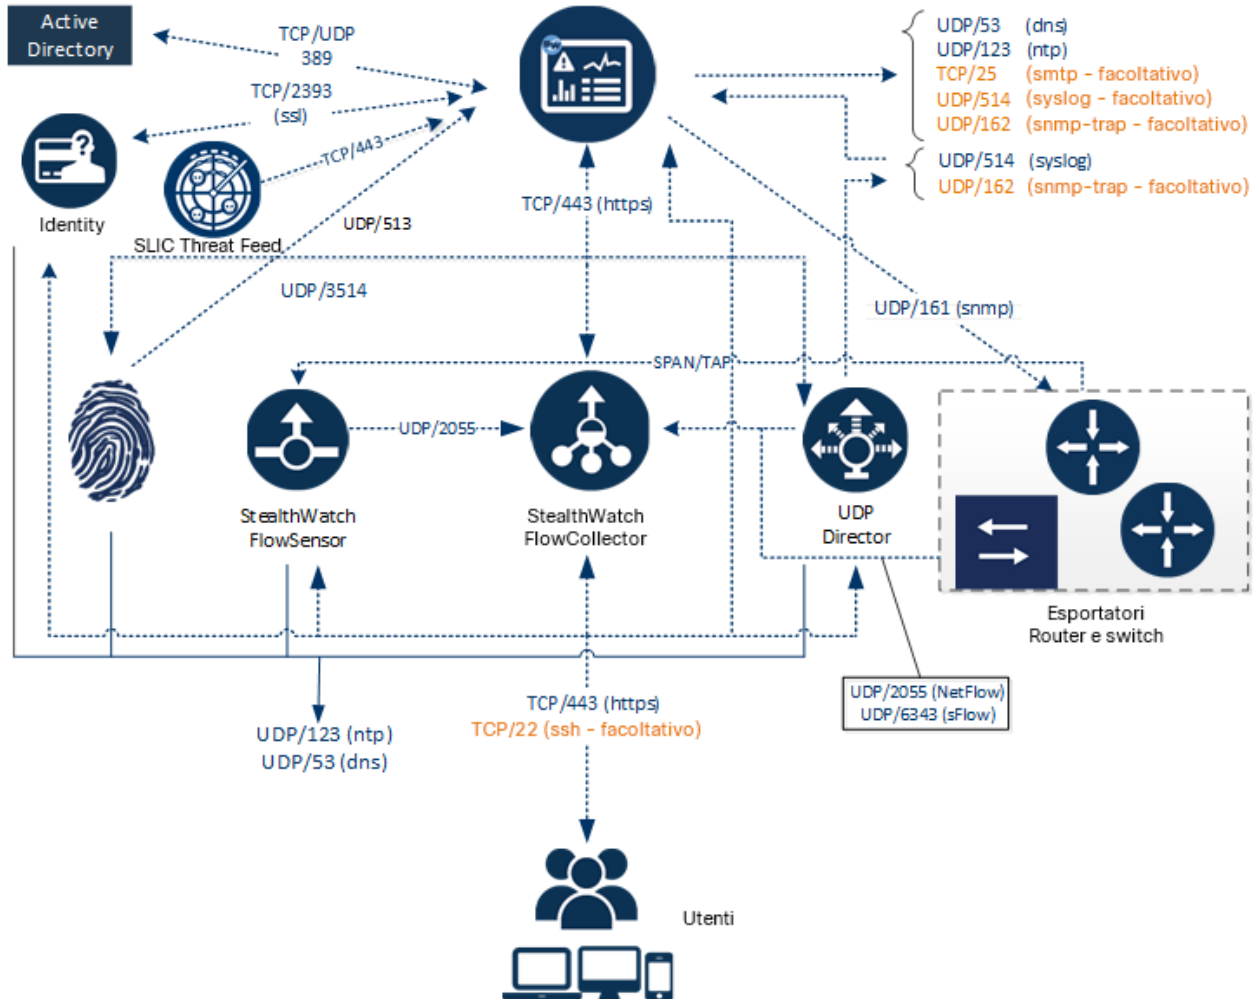 Active
Directory
TCP/UDP
389
TCP/2393
(ssl)
TCP/443
Identity
SLIC Threat Feed
UDP/513
UDP/3514
TCP/443 (https)
UDP/53 (dns)
UDP/123 (ntp)
TCP/25 (smtp - facoltativo)
UDP/514 (syslog - facoltativo)
UDP/162 (snmp-trap - facoltativo)
UDP/514 (syslog)
UDP/162 (snmp-trap - facoltativo)
UDP/161 (snmp)
SPAN/TAP
UDP/2055
StealthWatch
FlowSensor
StealthWatch
FlowCollector
UDP
Director
Esportatori
Router e switch
UDP/2055 (NetFlow)
UDP/6343 (sFlow)
UDP/123 (ntp)
UDP/53 (dns)
TCP/443 (https)
TCP/22 (ssh - facoltativo)
Utenti